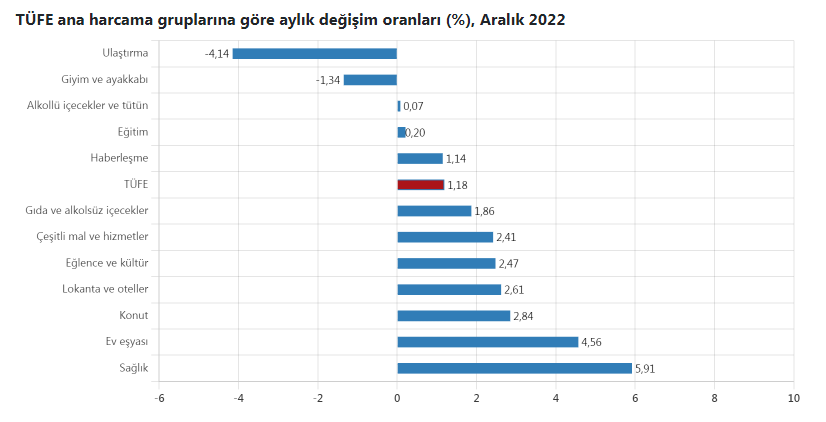 TÜFE ana harcama gruplarına göre aylık değişim oranları (%), Aralık 2022
Ulaştırma -4,14
Giyim ve ayakkabı -1,34
Alkollü içecekler ve tütün 0,07
Eğitim 0,20
Haberleşme 1,14
TÜFE 1,18
Gıda ve alkolsüz içecekler 1,86
Çeşitli mal ve hizmetler 2,41
Eğlence ve kültür 2,47
Lokanta ve oteller 2,61
Konut 2,84
Ev eşyası 4,56
Sağlık 5,91
-6 -4 -2 0 2 4 6 8 10